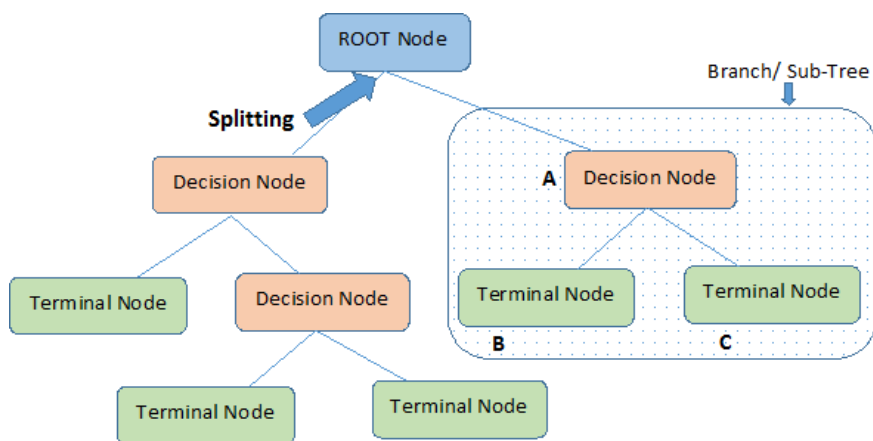 ROOT Node
Branch/ Sub-Tree
Splitting
Decision Node
A
Decision Node
Terminal Node
Decision Node
Terminal Node
Terminal Node
B
C
Terminal Node
Terminal Node